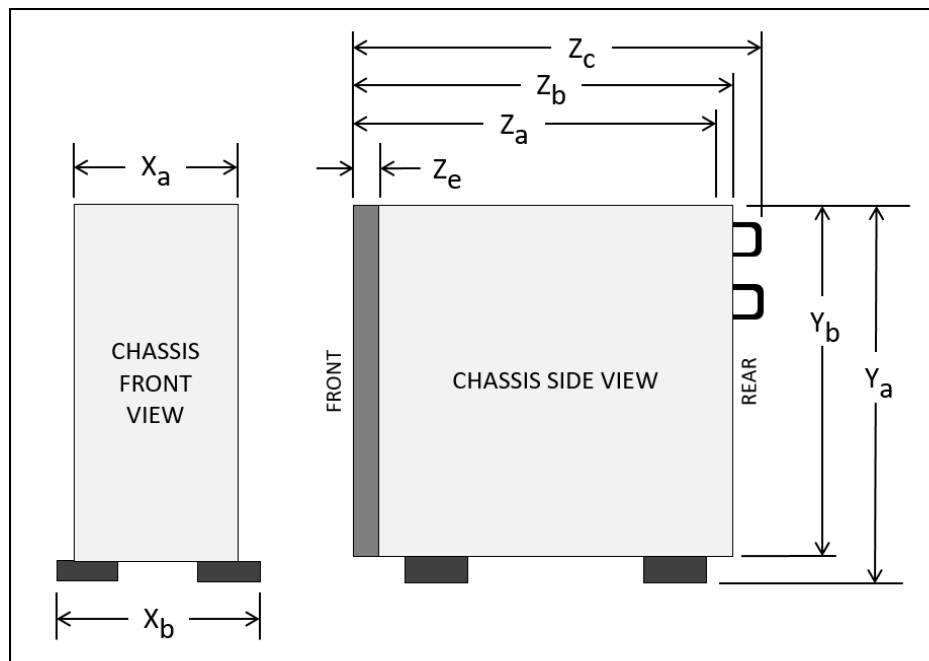 Zc
Zb
Za
Xa
Ze
CHASSIS
FRONT
VIEW
FRONT
CHASSIS SIDE VIEW
REAR
Yb
Ya
Xb